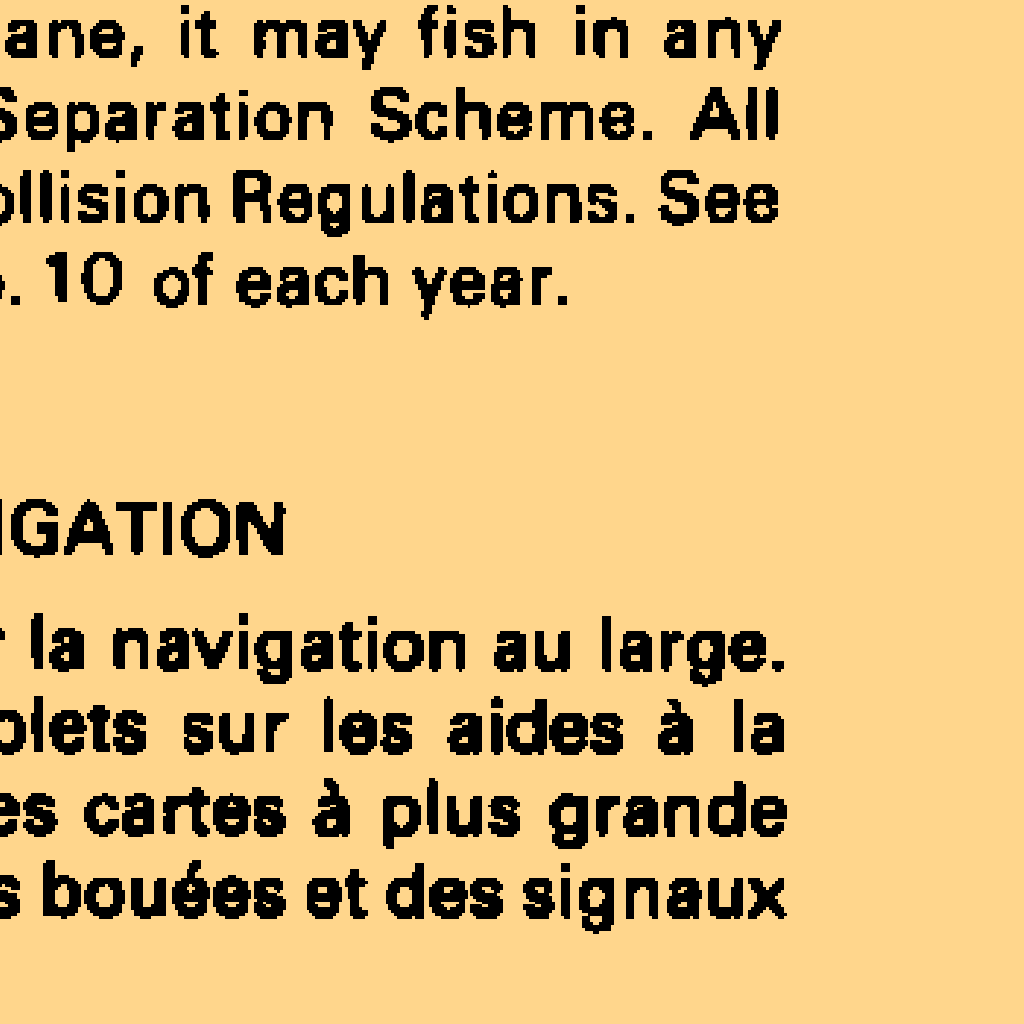 ane, it may fish in any
Separation Scheme. All
ollision Regulations. See
. 10 of each year.
IGATION
la navigation au large.
plets sur les aides à la
es cartes à plus grande
s bouées et des signaux